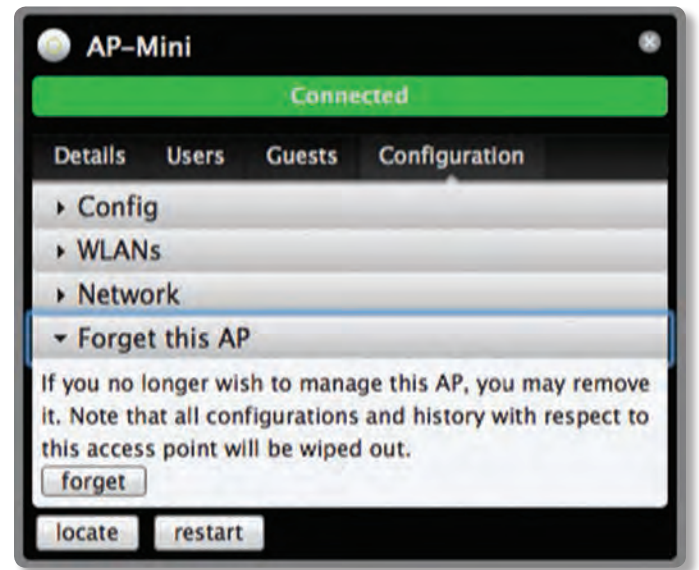 AP-Mini
Connected
Details Users Guests Configuration
Config
WLANs
Network
Forget this AP
If you no longer wish to manage this AP, you may remove
it. Note that all configurations and history with respect to
this access point will be wiped out.
forget
locate restart